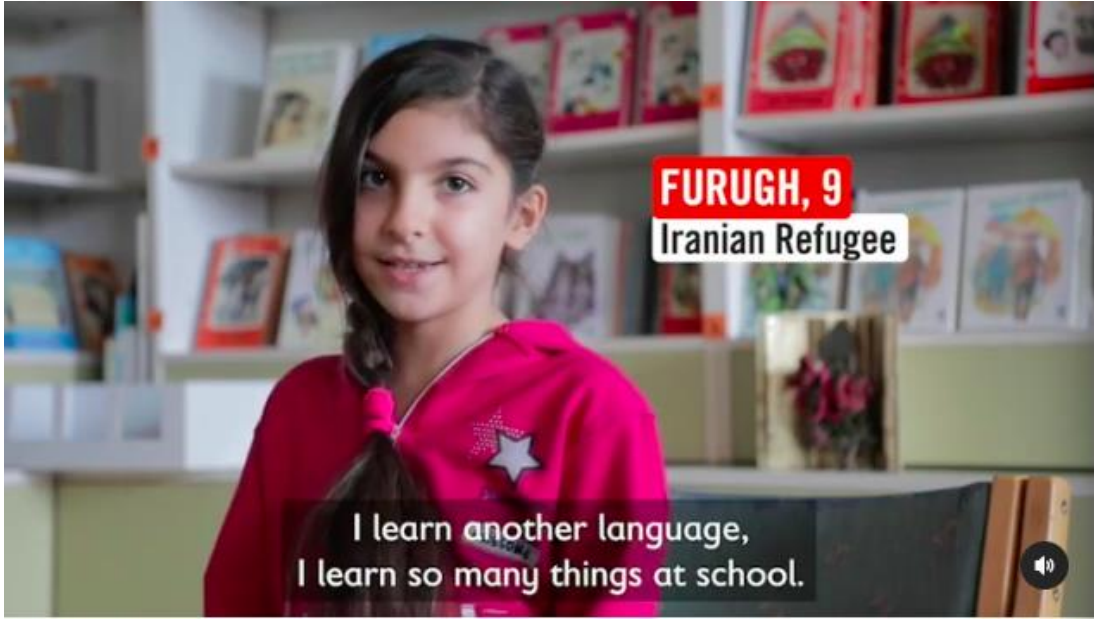 FURUGH, 9
Iranian Refugee
I learn another language,
I learn so many things at school.